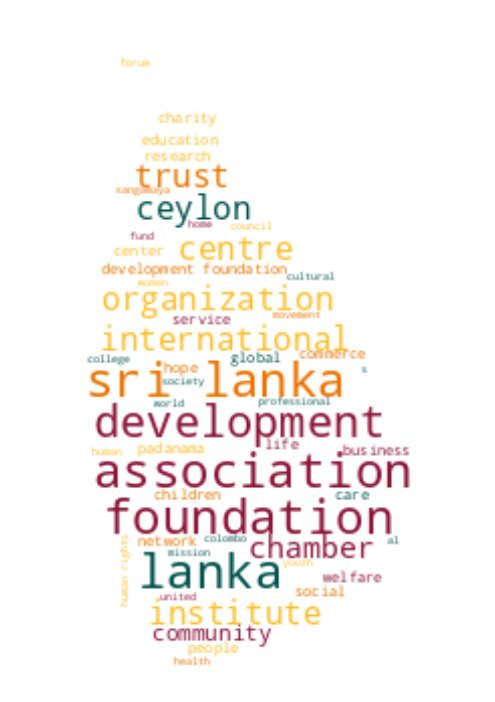 forum
charity
education
research
trust
sangamaya
ceylon
home council
fund
center centre
development foundation
cultural
women
organization
service movement
international
college global commerce
hope s
sri lanka
society
world professional
development
life
human padanama business
association
children care
foundation
human rights
network colombo al
chamber
mission
lanka
youth
welfare
social
united
institute
community
people
health